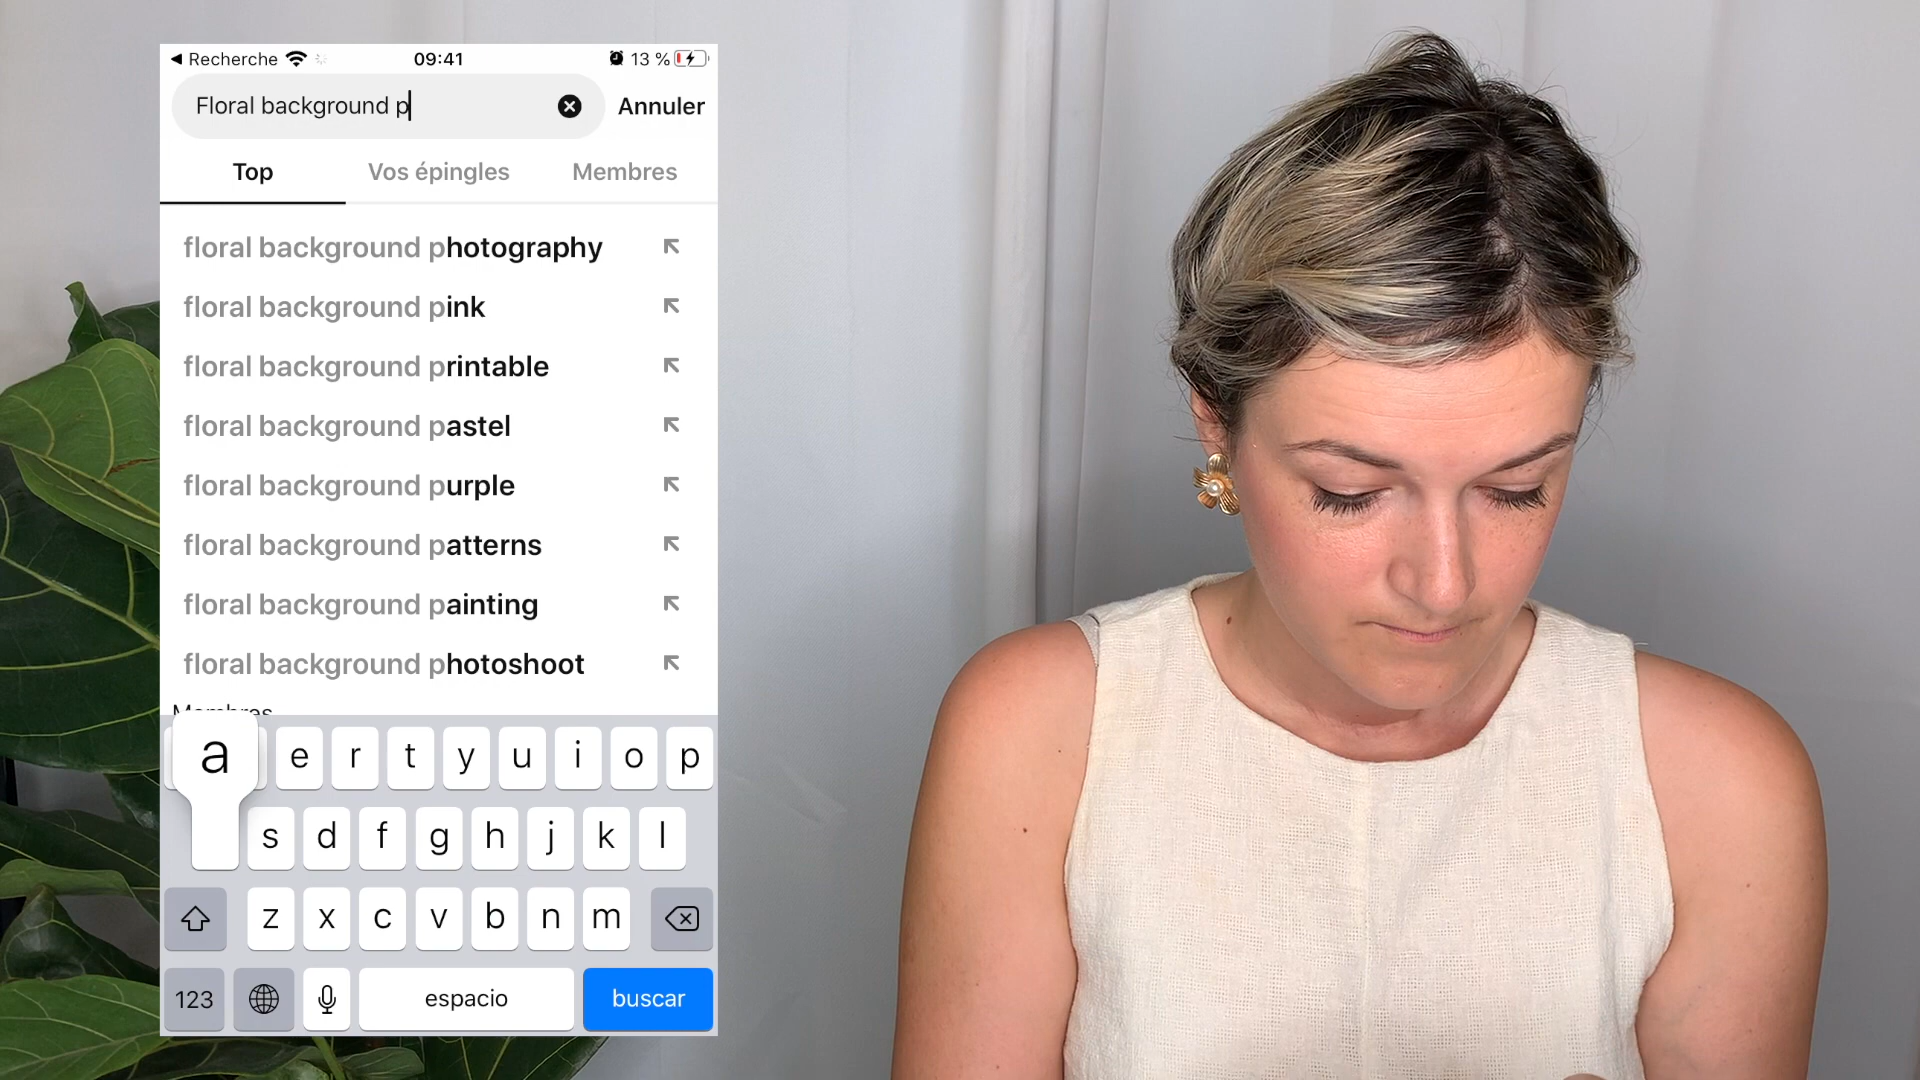 Recherche 09:41 13 %
Floral background p Annuler
Top Vos épingles Membres
floral background photography
floral background pink
floral background printable
floral background pastel
floral background purple
floral background patterns
floral background painting
floral background photoshoot
Membres
a e r t y u i o p
s d f g h j k l
z x c v b n m
123 espacio buscar